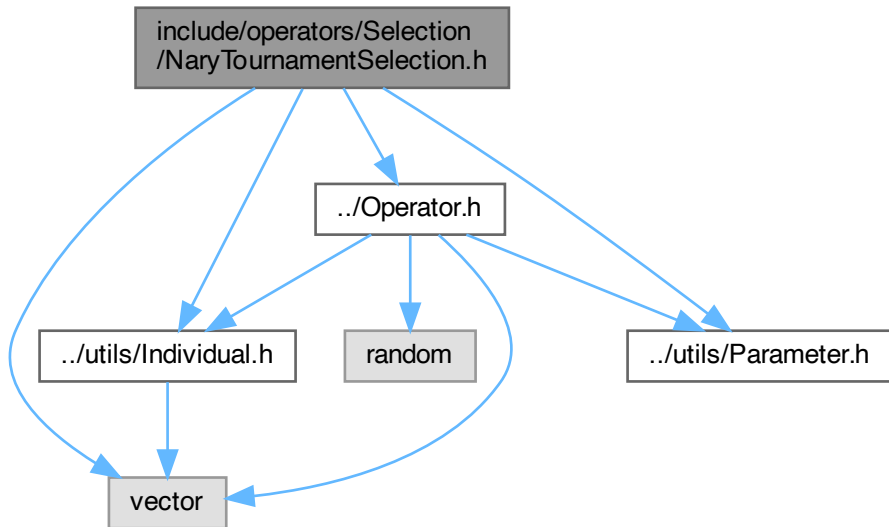 include/operators/Selection
/NaryTournamentSelection.h
../Operator.h
../utils/Individual.h
random
../utils/Parameter.h
vector